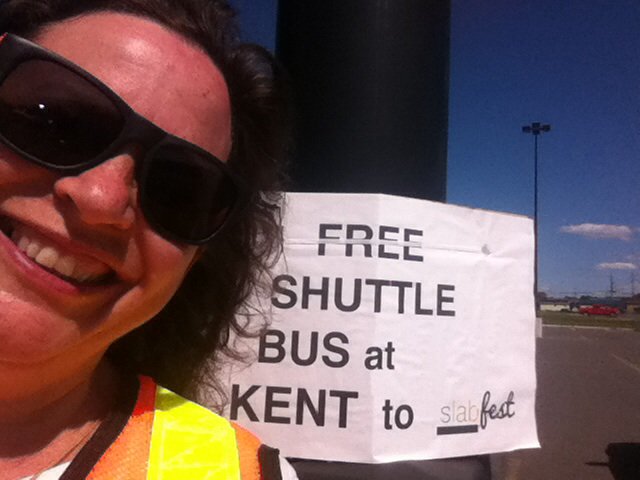 FREE
SHUTTLE
BUS at
KENT to slabfest